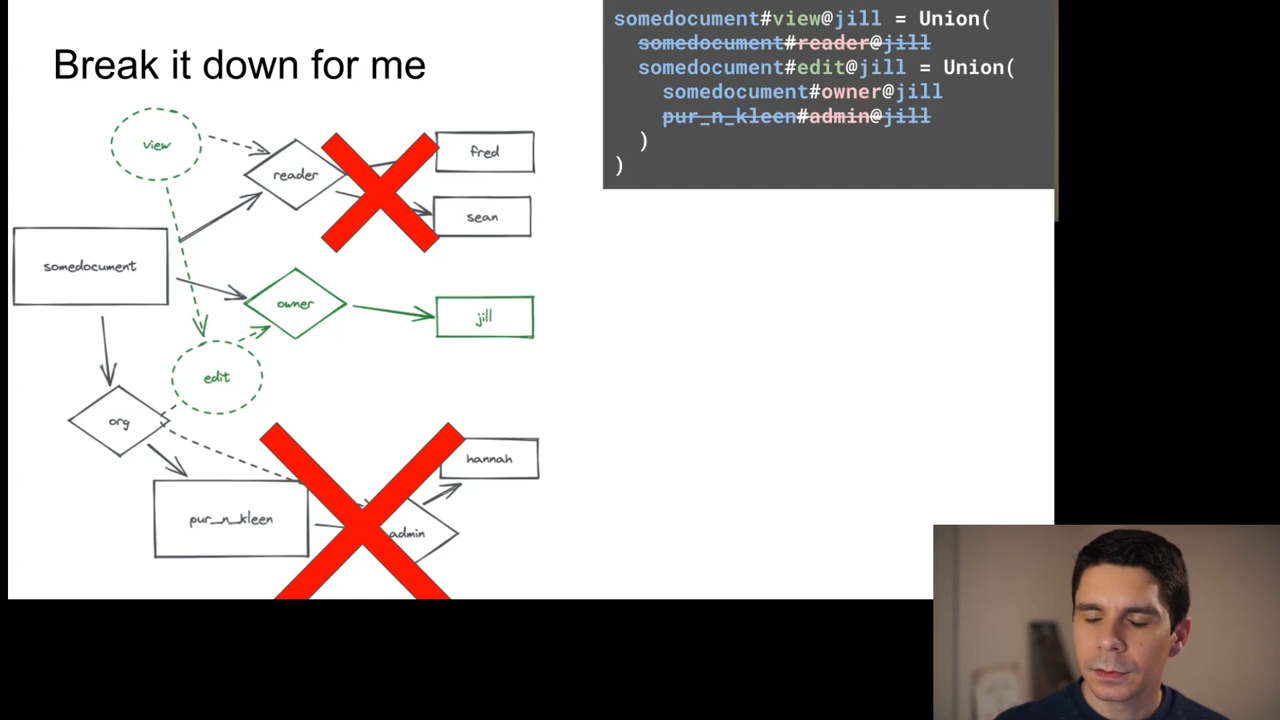 Break it down for me
somedocument#view@jill = Union(
somedocument#reader@jill
somedocument#edit@jill = Union(
somedocument#owner@jill
pur_n_kleen#admin@jill
)
)
view
reader
fred
sean
somedocument
owner
jill
edit
org
hannah
pur_n_kleen
admin